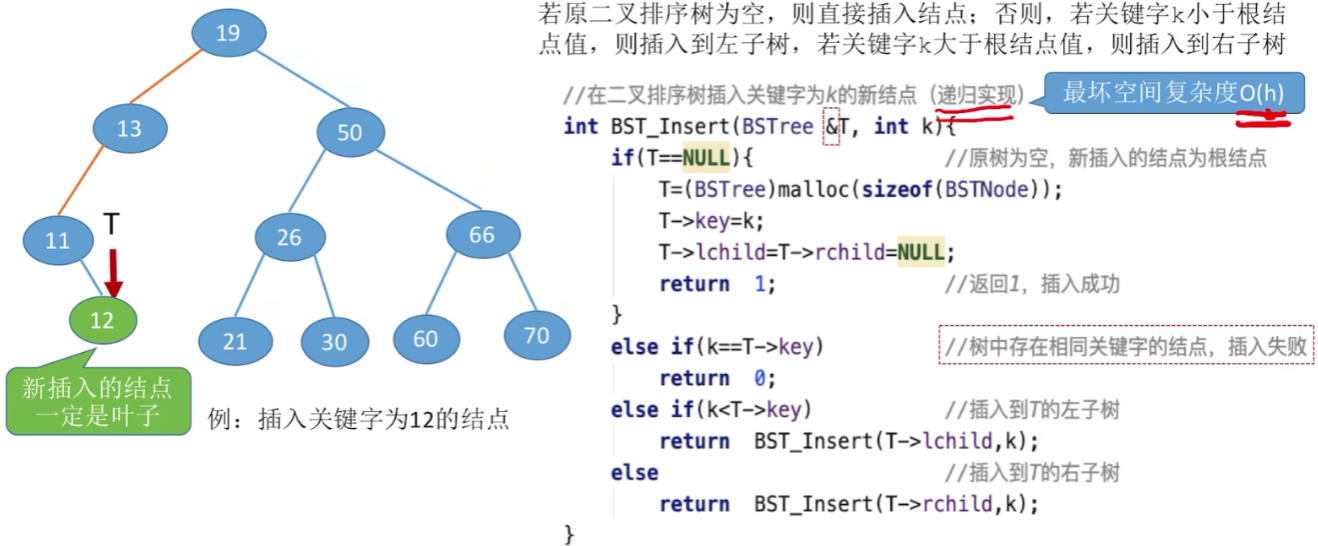 19
13
50
11
T
26
66
12
21
30
60
70
新插入的结点
一定是叶子
例：插入关键字为12的结点
若原二叉排序树为空，则直接插入结点；否则，若关键字k小于根结
点值，则插入到左子树，若关键字k大于根结点值，则插入到右子树
//在二叉排序树插入关键字为k的新结点（递归实现）
最坏空间复杂度O(h)
int BST_Insert(BSTree &T, int k){
if(T==NULL){ //原树为空，新插入的结点为根结点
T=(BSTree)malloc(sizeof(BSTNode));
T->key=k;
T->lchild=T->rchild=NULL;
return 1; //返回1，插入成功
}
else if(k==T->key) //树中存在相同关键字的结点，插入失败
return 0;
else if(k<T->key) //插入到T的左子树
return BST_Insert(T->lchild,k);
else //插入到T的右子树
return BST_Insert(T->rchild,k);
}